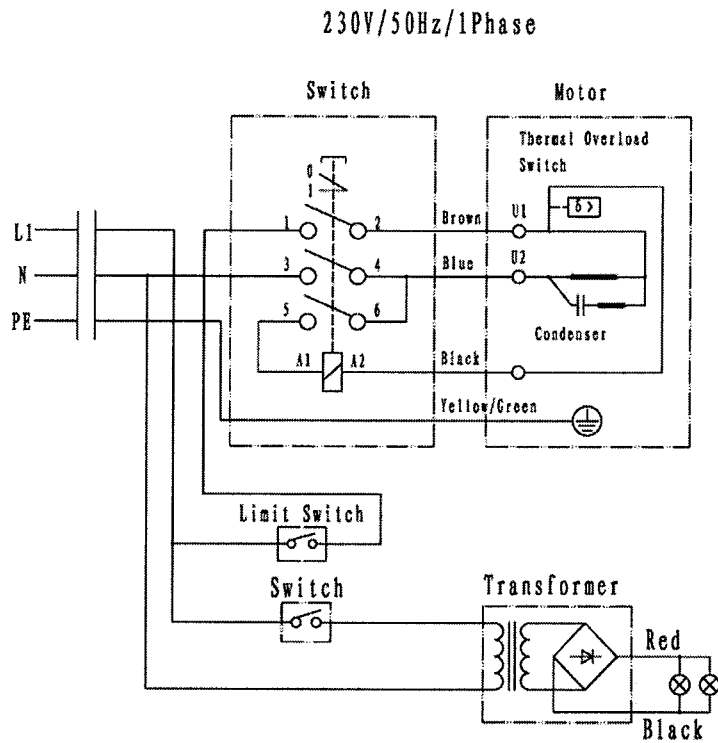 230V/50Hz/1Phase
Switch
Motor
Thermal Overload
Switch
0
1
1
2
Brown
U1
L1
3
4
Blue
U2
N
5
6
PE
Condenser
A1
A2
Black
Yellow/Green
Limit Switch
Switch
Transformer
Red
Black